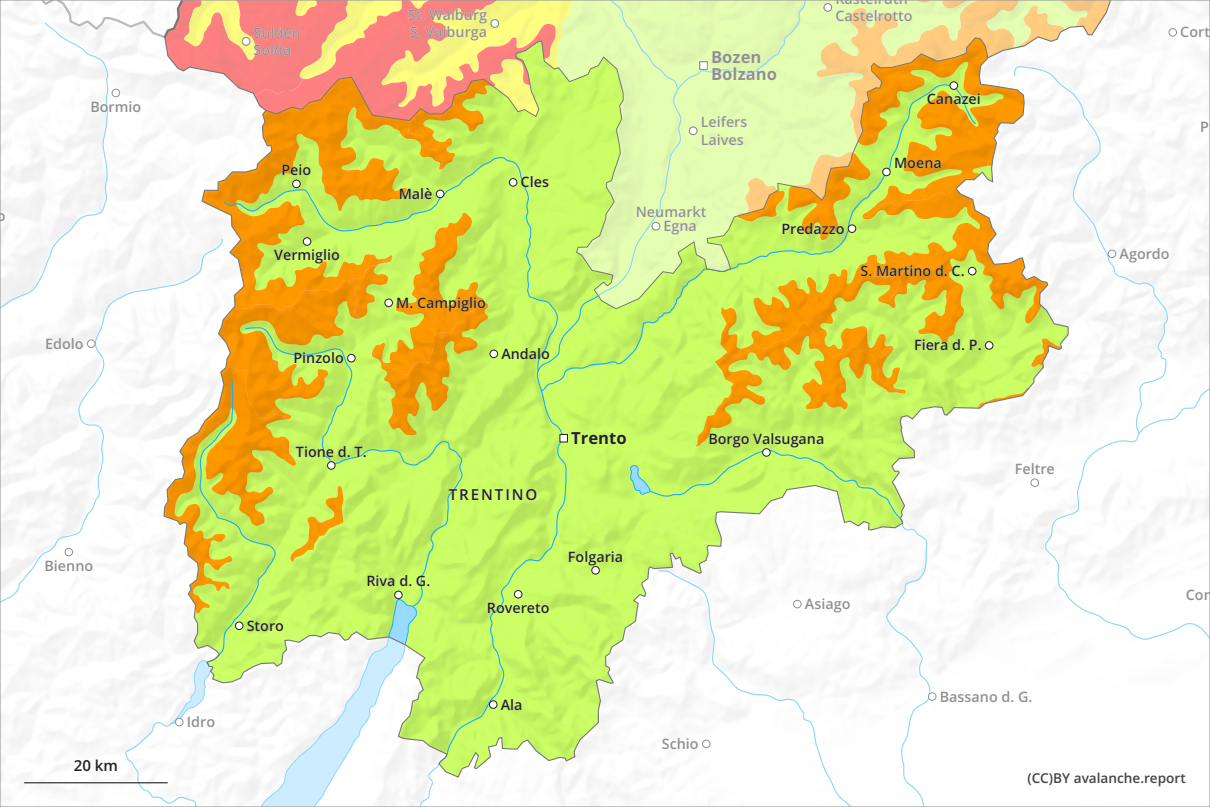 Kastelruth
Castelrotto
St. Walburg
S. Valburga
Sulden
Solda
Cort
Bozen
Bolzano
Bormio
Canazei
Leifers
Laives
P
Moena
Peio
Malè
Cles
Neumarkt
Egna
Predazzo
Vermiglio
Agordo
S. Martino d. C.
M. Campiglio
Edolo
Pinzolo
Andalo
Fiera d. P.
Trento
Borgo Valsugana
Tione d. T.
Feltre
TRENTINO
Bienno
Folgaria
Riva d. G.
Rovereto
Asiago
Cor
Storo
Idro
Ala
Bassano d. G.
Schio
20 km
(CC)BY avalanche.report